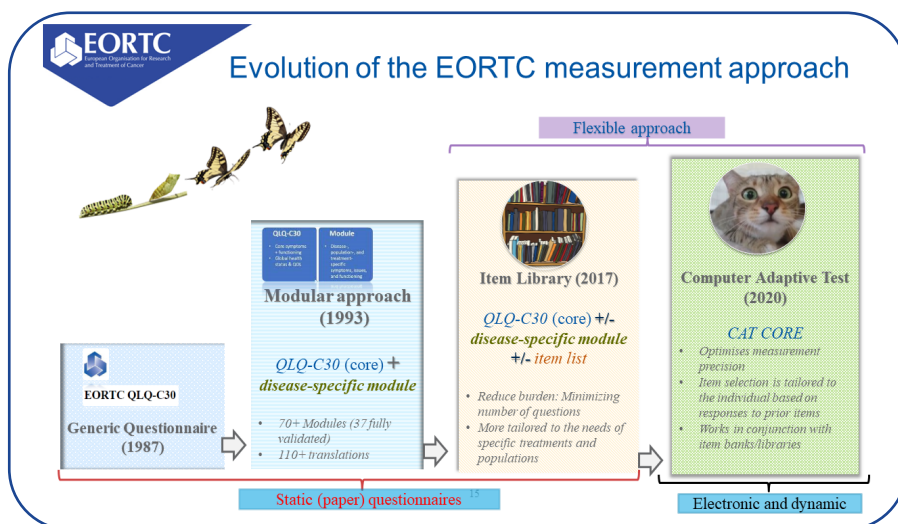 EORTC
European Organisation for Research
and Treatment of Cancer
Evolution of the EORTC measurement approach
Flexible approach
EORTC QLQ-C30
Generic Questionnaire
(1987)
QLQ-C30
• Core symptoms
+ functioning
• Global health
status & QoL
Module
• Disease-,
population-, and
treatment-
specific
symptoms, issues,
and functioning
Modular approach
(1993)
QLQ-C30 (core) +
disease-specific module
• 70+ Modules (37 fully
validated)
• 110+ translations
Item Library (2017)
QLQ-C30 (core) +/-
disease-specific module
+/- item list
• Reduce burden: Minimizing
number of questions
• More tailored to the needs of
specific treatments and
populations
Computer Adaptive Test
(2020)
CAT CORE
• Optimises measurement
precision
• Item selection is tailored to
the individual based on
responses to prior items
• Works in conjunction with
item banks/libraries
Static (paper) questionnaires
15
Electronic and dynamic